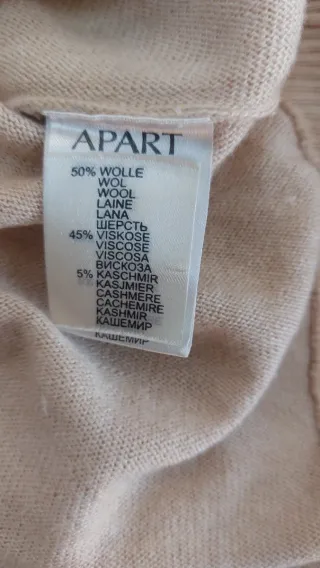 APART
50% WOLLE
WOL
WOOL
LAINE
LANA
ШЕРСТЬ
45% VISKOSE
VISCOSE
VISCOSA
ВИСКОЗА
5% KASCHMIR
KASJMIER
CASHMERE
CACHEMIRE
KASHMIR
КАШЕМИР
КАШЕМИР